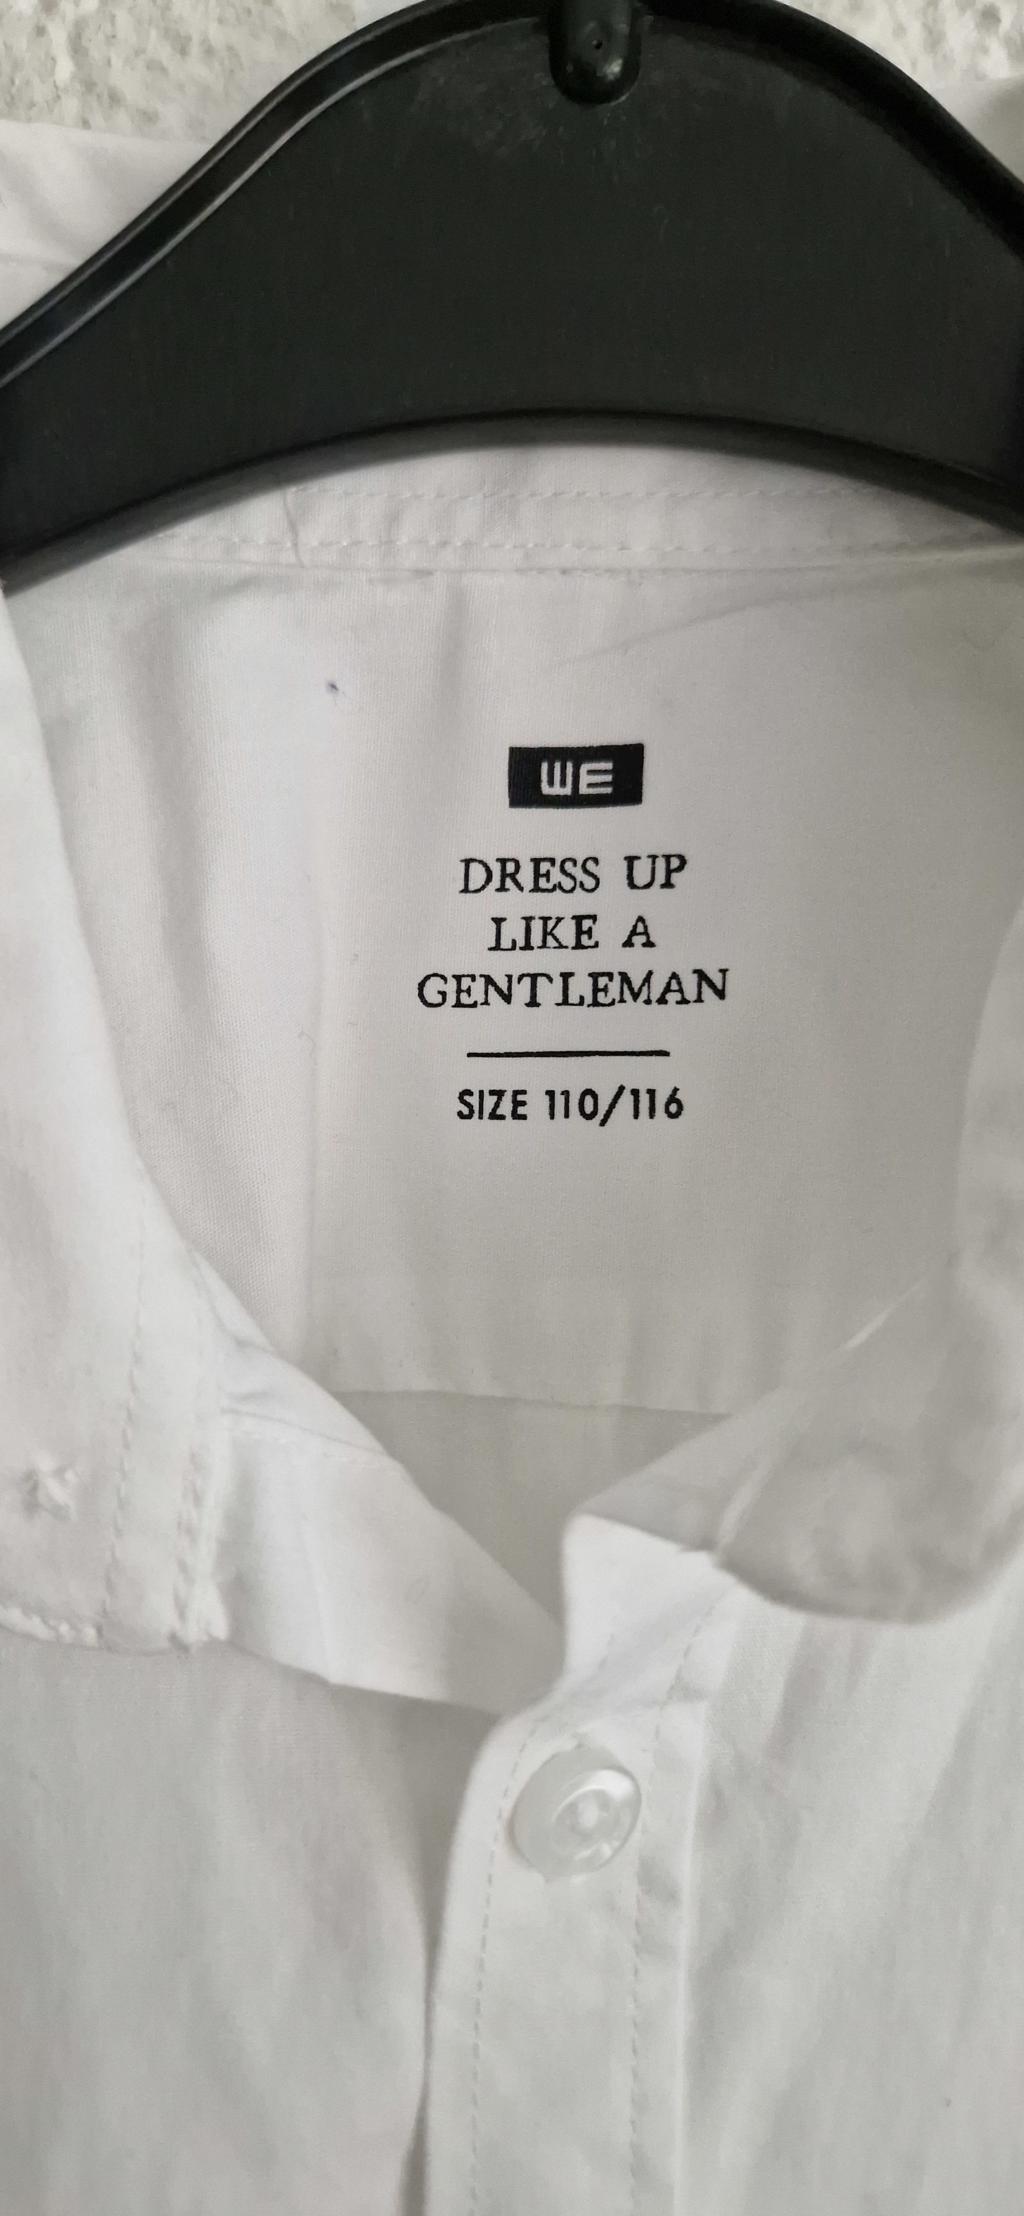 WE
DRESS UP
LIKE A
GENTLEMAN
SIZE 110/116